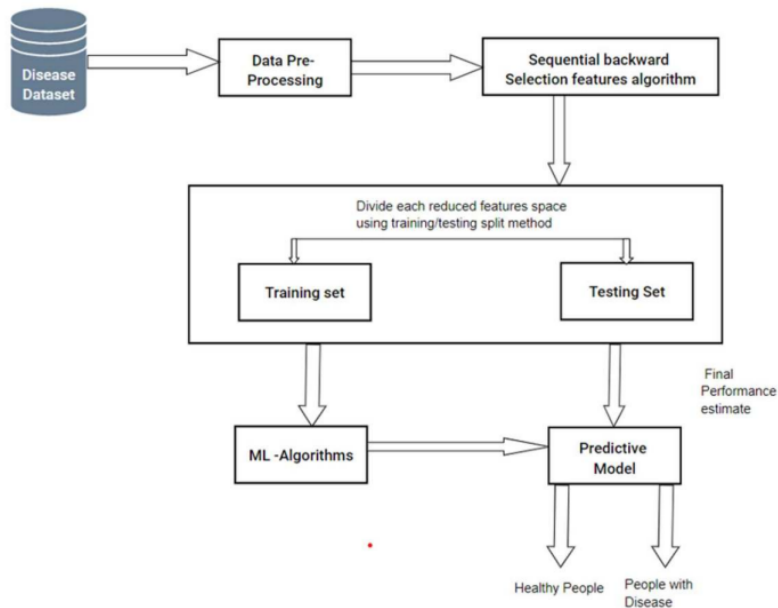 Disease
Dataset
Data Pre-
Processing
Sequential backward
Selection features algorithm
Divide each reduced features space
using training/testing split method
Training set
Testing Set
Final
Performance
estimate
ML -Algorithms
Predictive
Model
Healthy People
People with
Disease